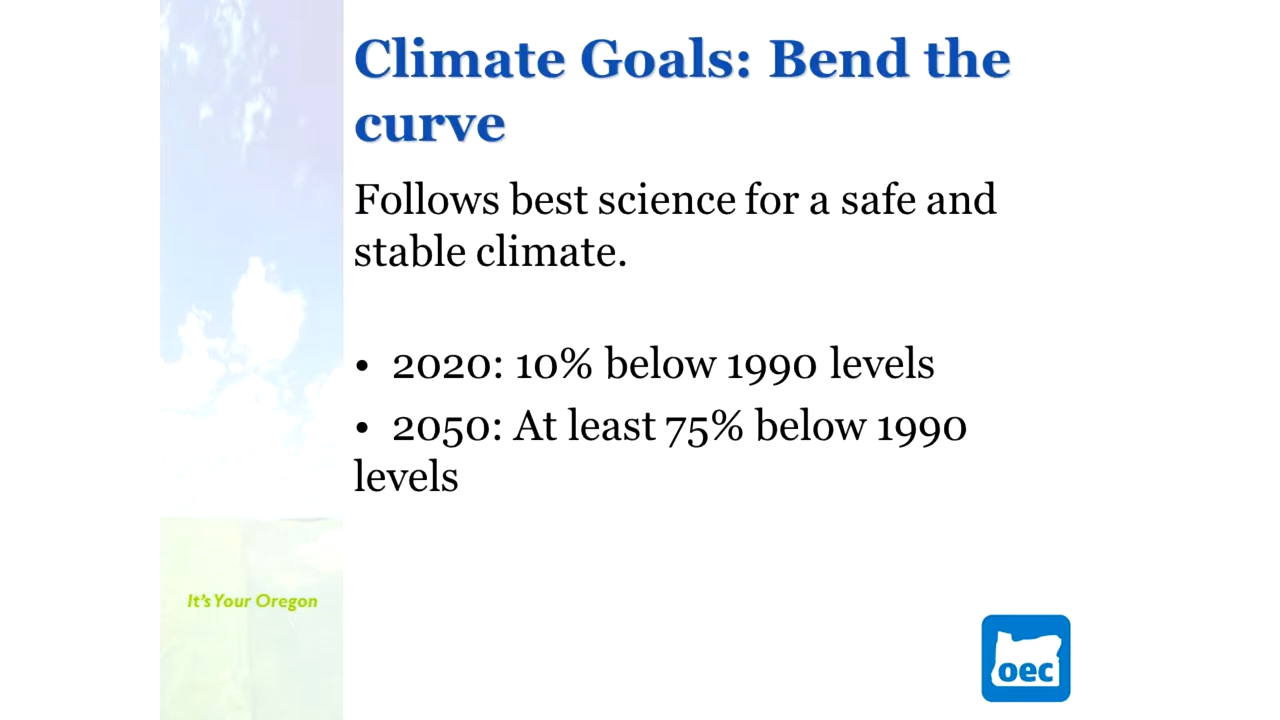 Climate Goals: Bend the
curve
Follows best science for a safe and
stable climate.
• 2020: 10% below 1990 levels
• 2050: At least 75% below 1990
levels
It's Your Oregon
oec